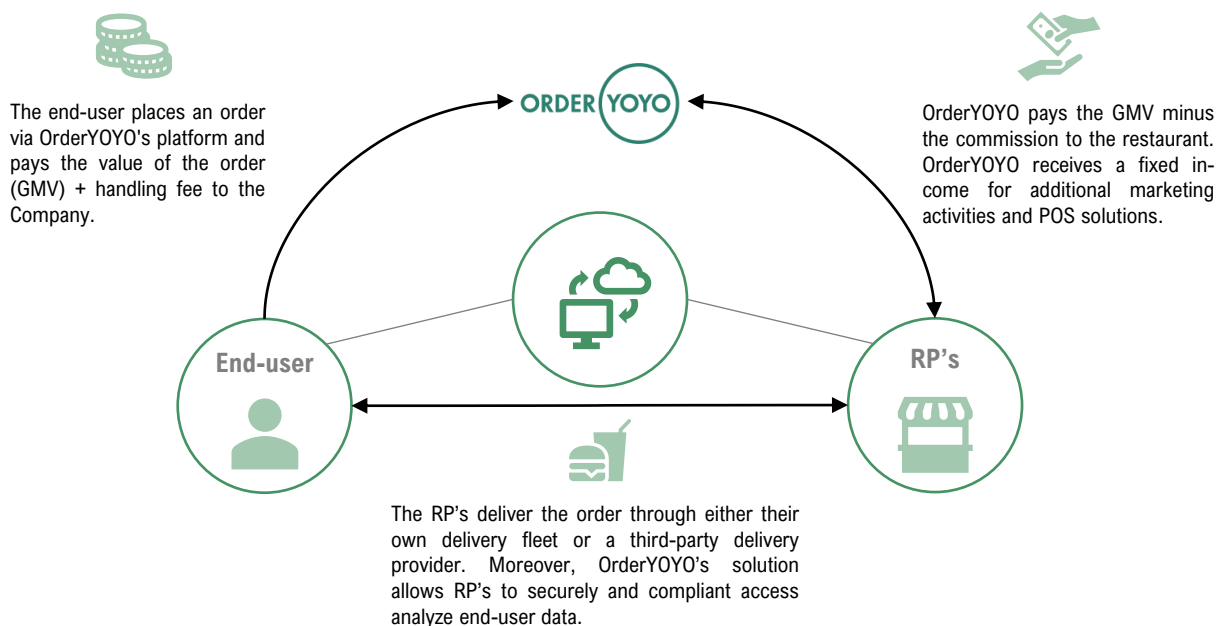 The end-user places an order
via OrderYOYO's platform and
pays the value of the order
(GMV) + handling fee to the
Company.
ORDER YOYO
OrderYOYO pays the GMV minus
the commission to the restaurant.
OrderYOYO receives a fixed in-
come for additional marketing
activities and POS solutions.
End-user
RP's
The RP's deliver the order through either their
own delivery fleet or a third-party delivery
provider. Moreover, OrderYOYO's solution
allows RP's to securely and compliant access
analyze end-user data.